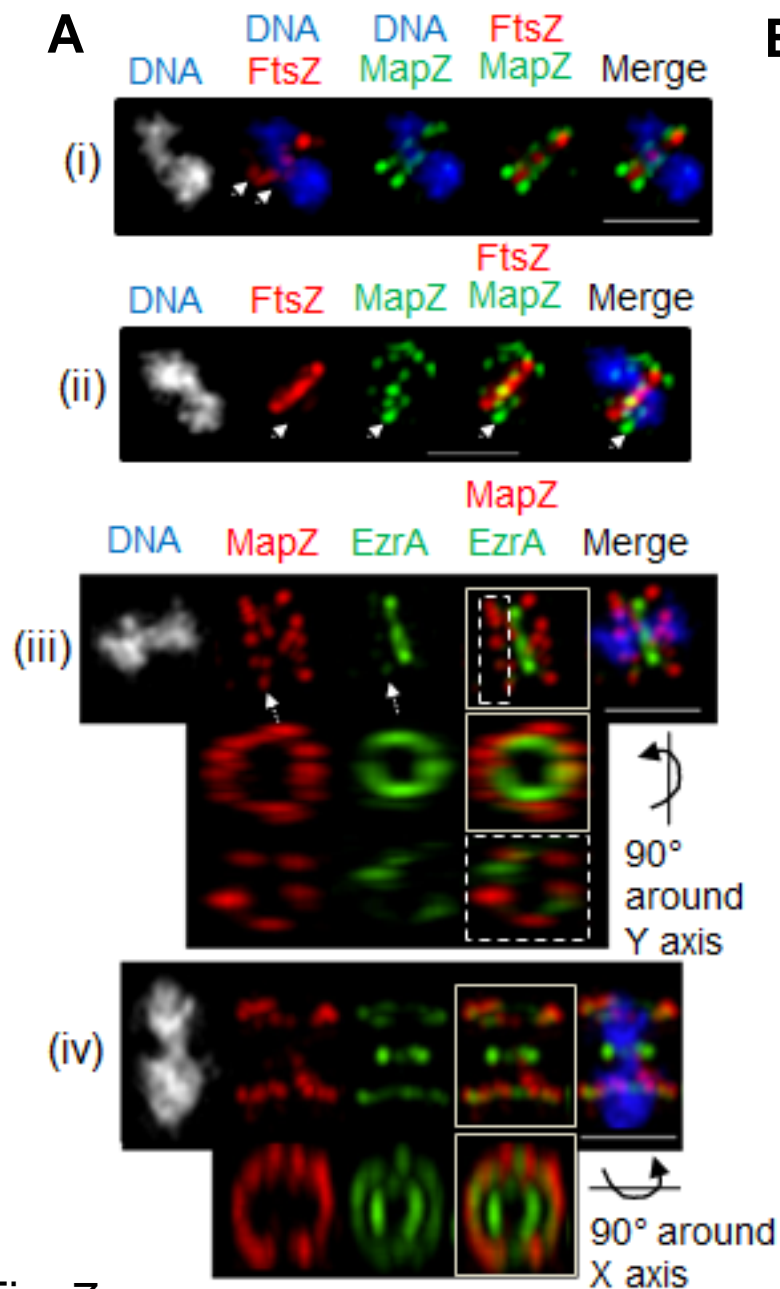 A
DNA DNA FtsZ
DNA FtsZ MapZ MapZ Merge
(i)
FtsZ
DNA FtsZ MapZ MapZ Merge
(ii)
MapZ
DNA MapZ EzrA EzrA Merge
(iii)
90°
around
Y axis
(iv)
90° around
X axis